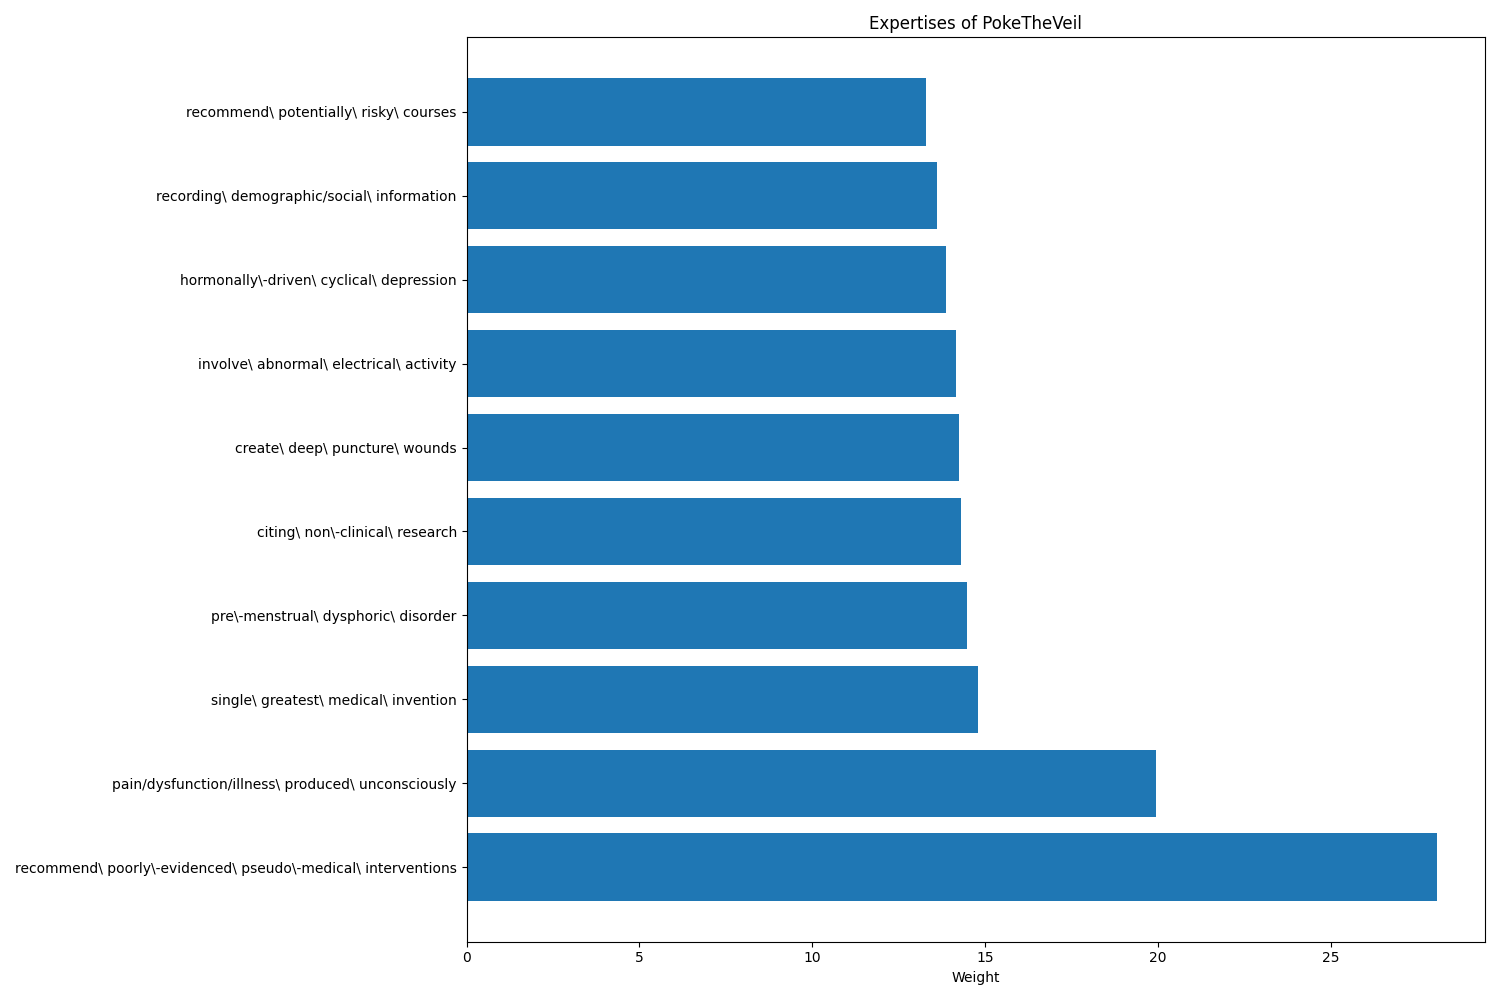 Expertises of PokeTheVeil
recommend\ potentially\ risky\ courses
recording\ demographic/social\ information
hormonally\-driven\ cyclical\ depression
involve\ abnormal\ electrical\ activity
create\ deep\ puncture\ wounds
citing\ non\-clinical\ research
pre\-menstrual\ dysphoric\ disorder
single\ greatest\ medical\ invention
pain/dysfunction/illness\ produced\ unconsciously
recommend\ poorly\-evidenced\ pseudo\-medical\ interventions
0 5 10 15 20 25
Weight